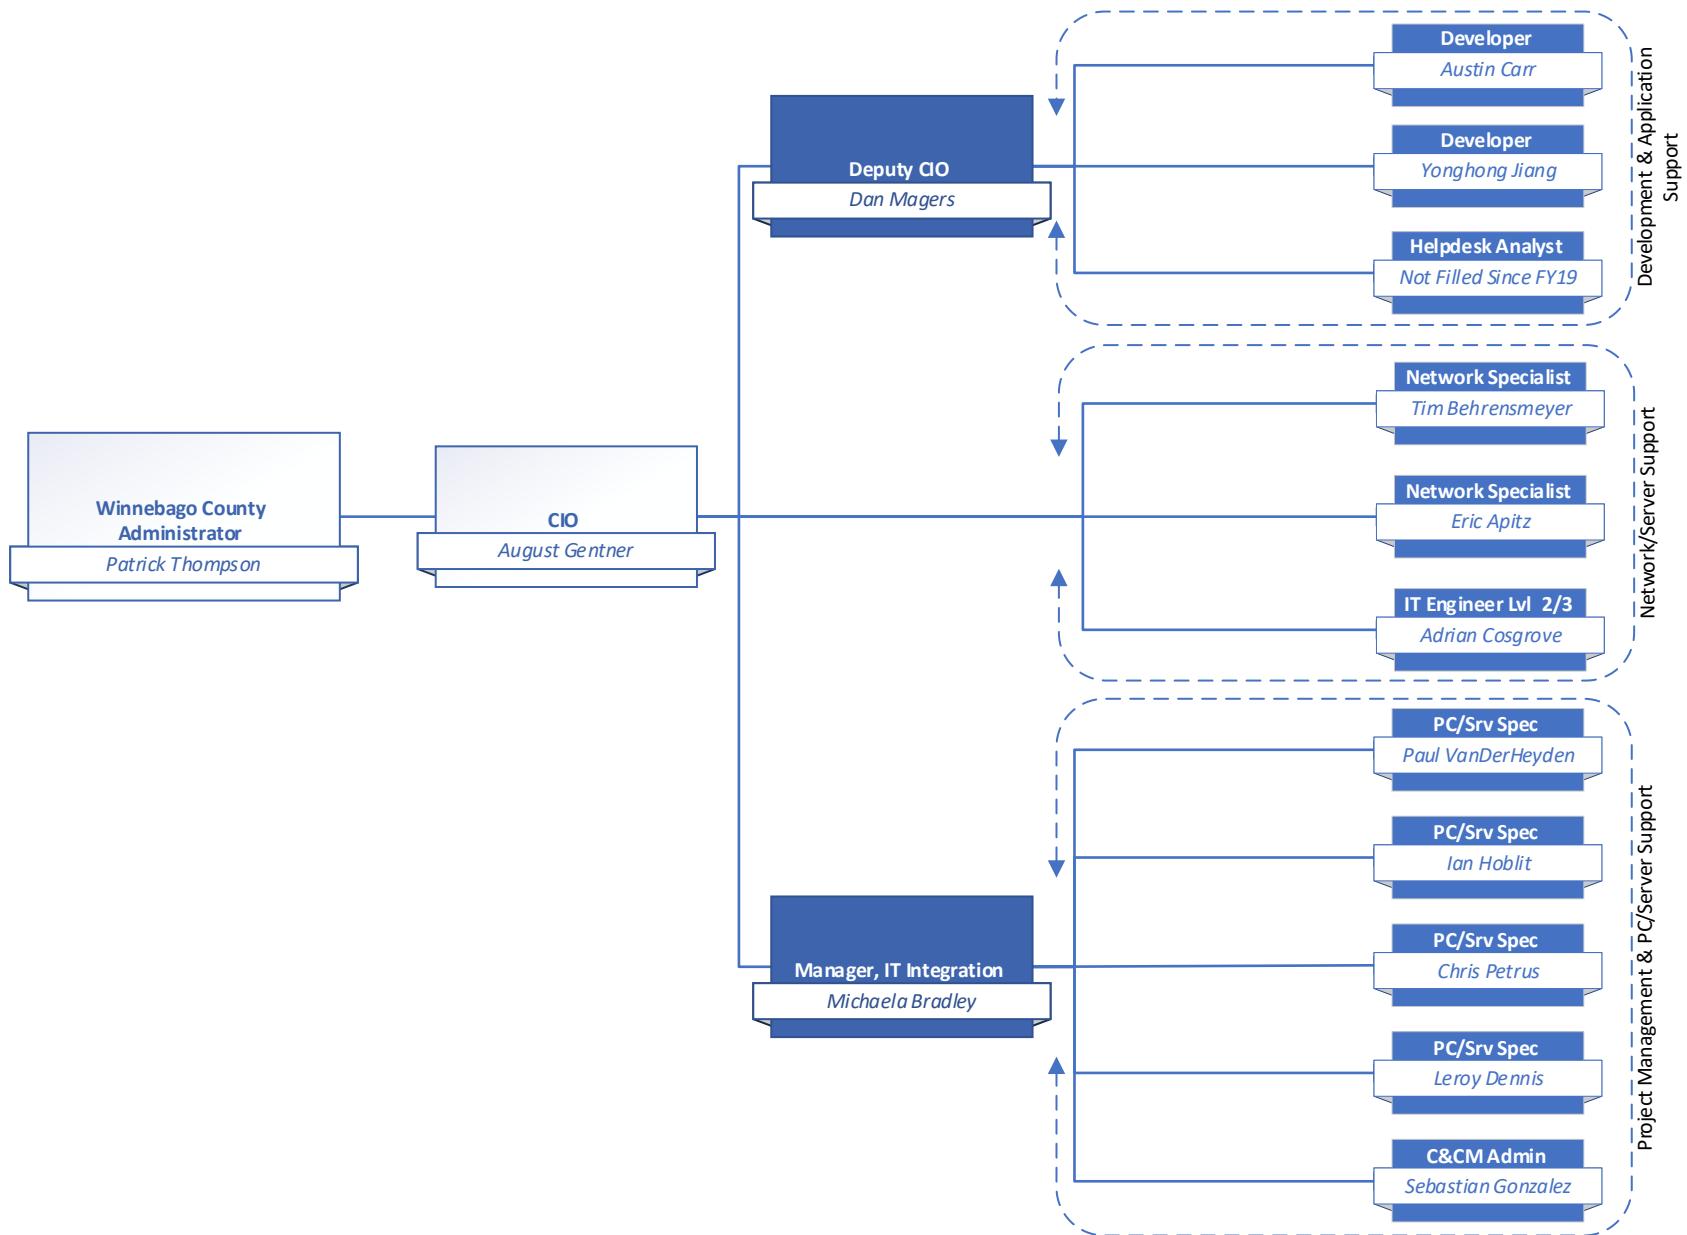 Winnebago County
Administrator
Patrick Thompson
CIO
August Gentner
Deputy CIO
Dan Magers
Manager, IT Integration
Michaela Bradley
Developer
Austin Carr
Developer
Yonghong Jiang
Helpdesk Analyst
Not Filled Since FY19
Development & Application
Support
Network Specialist
Tim Behrensmeyer
Network Specialist
Eric Apitz
IT Engineer Lvl 2/3
Adrian Cosgrove
Network/Server Support
PC/Srv Spec
Paul VanDerHeyden
PC/Srv Spec
Ian Hoblit
PC/Srv Spec
Chris Petrus
PC/Srv Spec
Leroy Dennis
C&CM Admin
Sebastian Gonzalez
Project Management & PC/Server Support